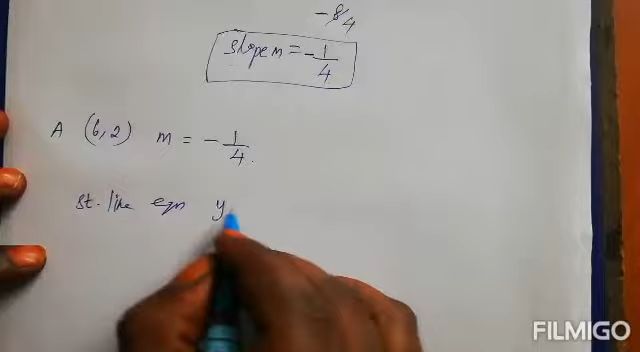 -8/4
slope m = -1/4
A (6,2) m = -1/4.
st. line eqn y
FILMIGO